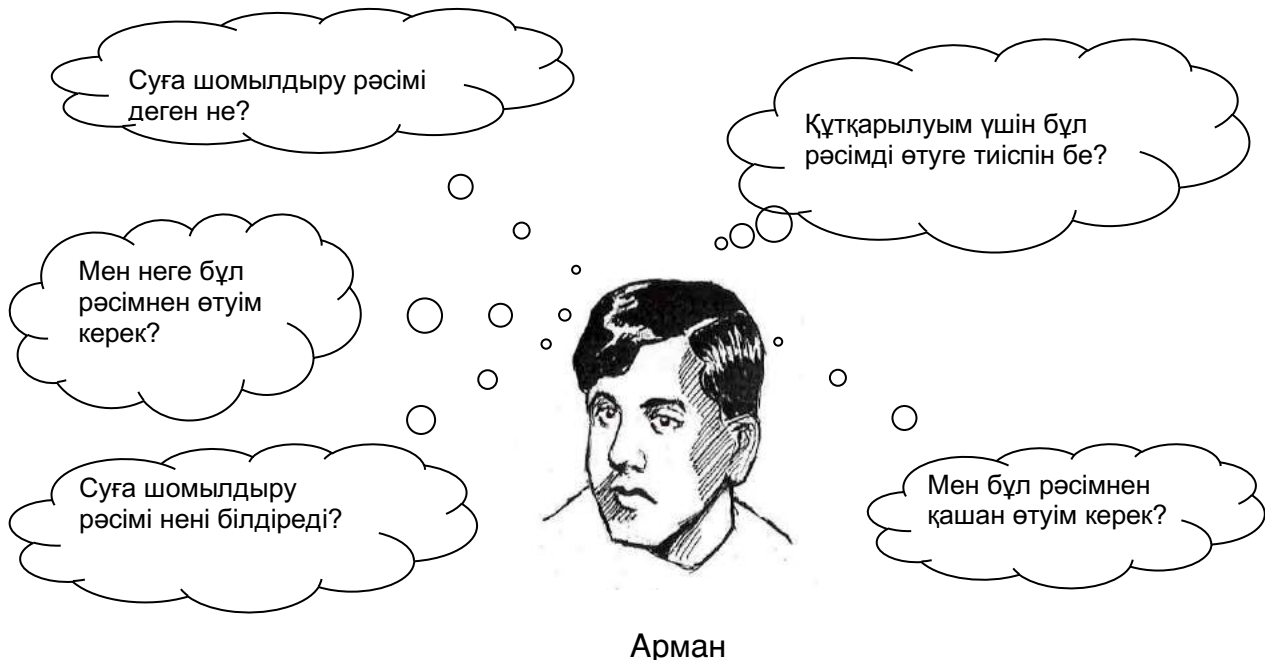 Суға шомылдыру рәсімі
деген не?
Құтқарылуым үшін бұл
рәсімді өтуге тиіспін бе?
Мен неге бұл
рәсімнен өтуім
керек?
Суға шомылдыру
рәсімі нені білдіреді?
Мен бұл рәсімнен
қашан өтуім керек?
Арман